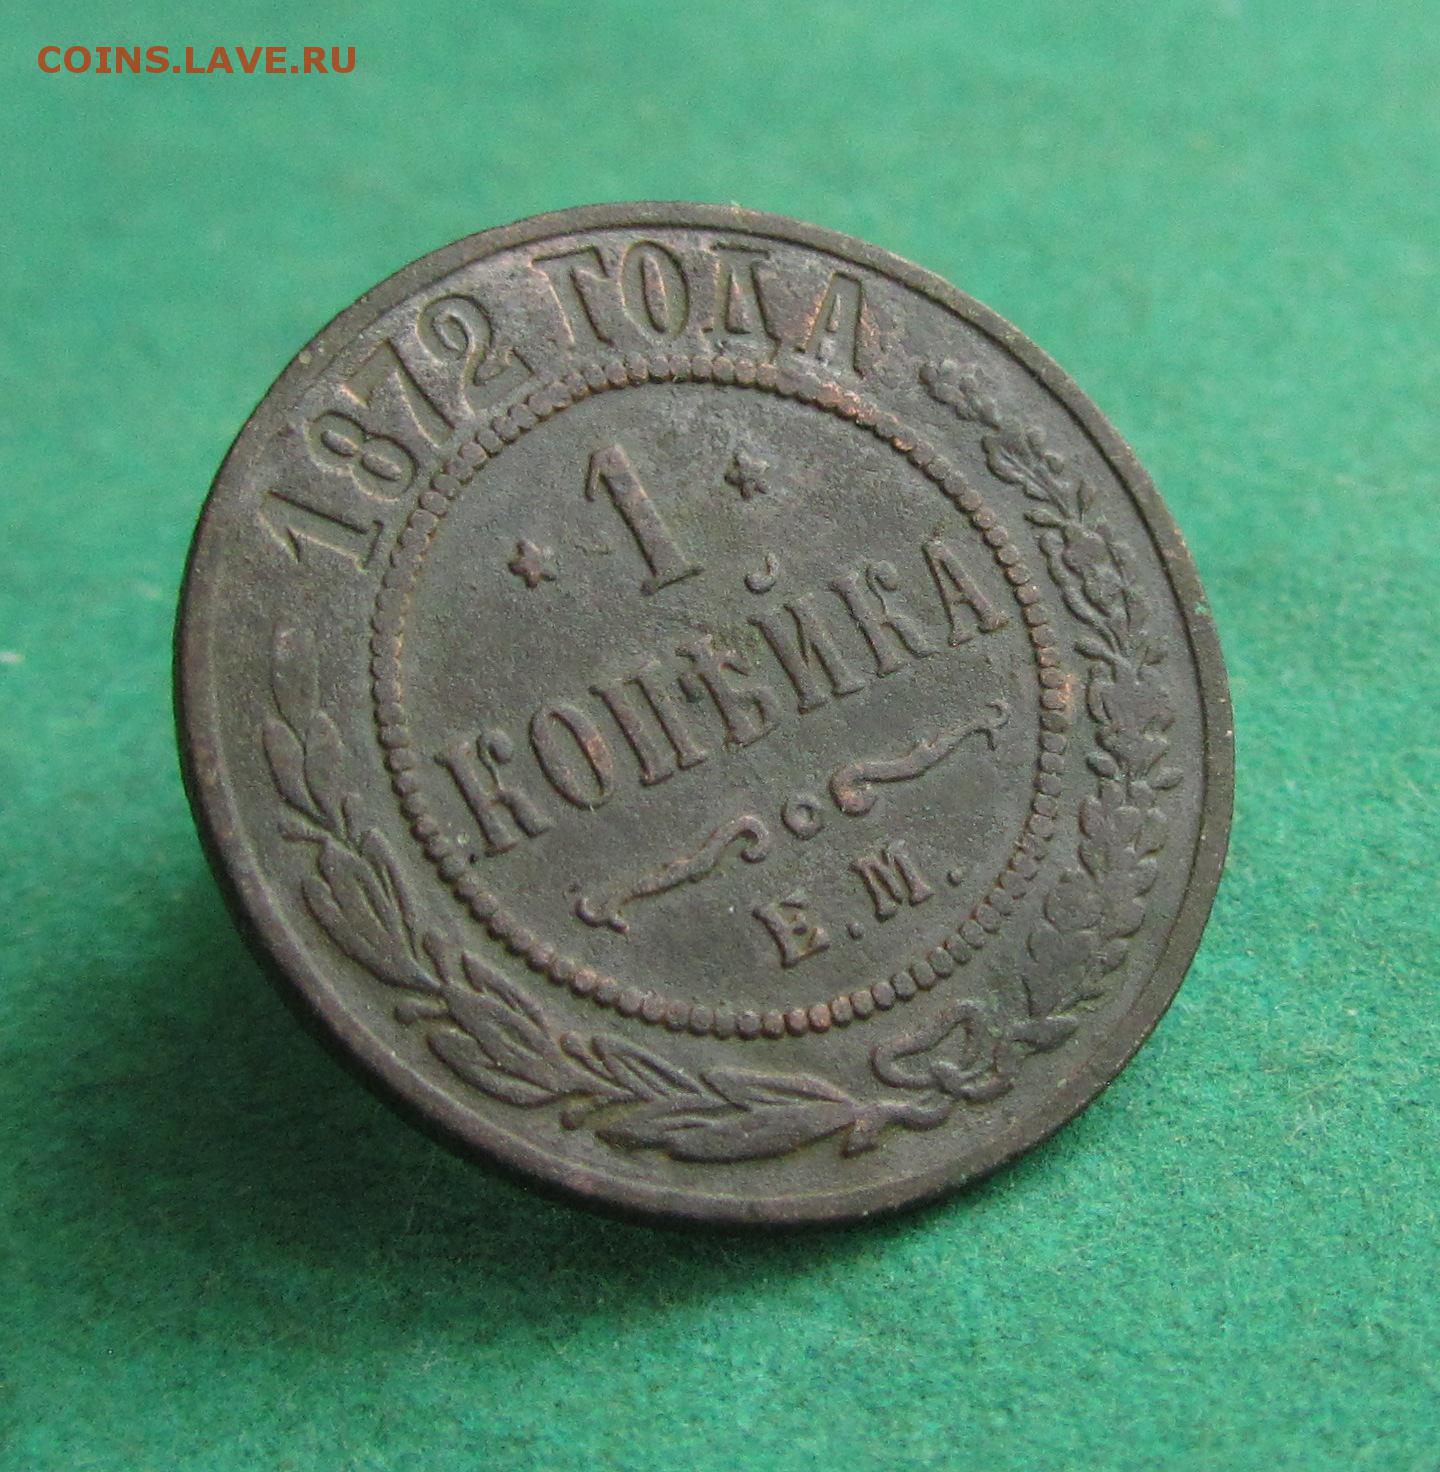 COINS.LAVE.RU
1872 ГОДА
1
КОПѢЙКА
Е.М.